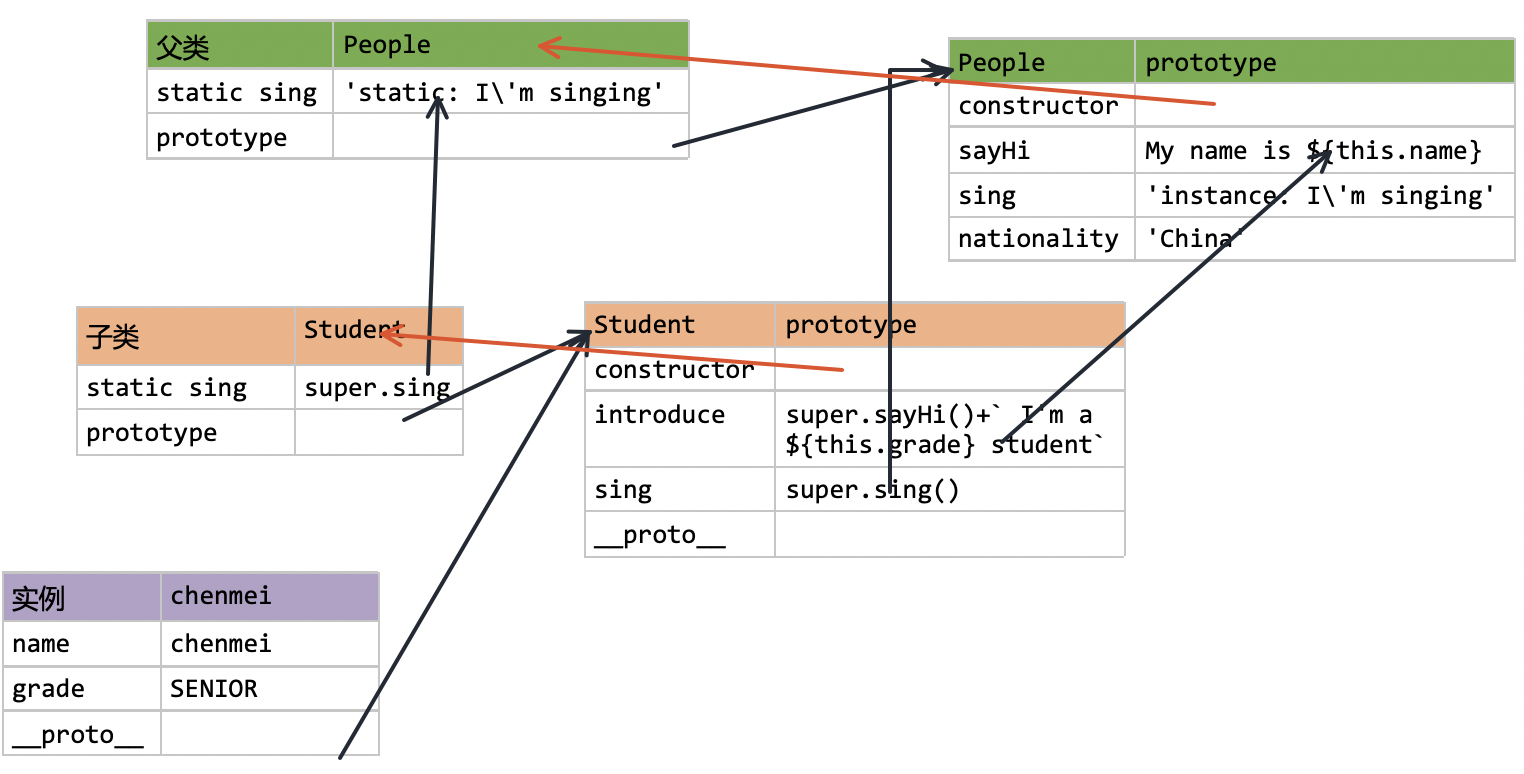 父类 People
static sing 'static: I\'m singing'
prototype
People prototype
constructor
sayHi My name is ${this.name}
sing 'instance: I\'m singing'
nationality 'China'
子类 Student
static sing super.sing
prototype
Student prototype
constructor
introduce super.sayHi()+` I'm a
${this.grade} student`
sing super.sing()
__proto__
实例 chenmei
name chenmei
grade SENIOR
__proto__